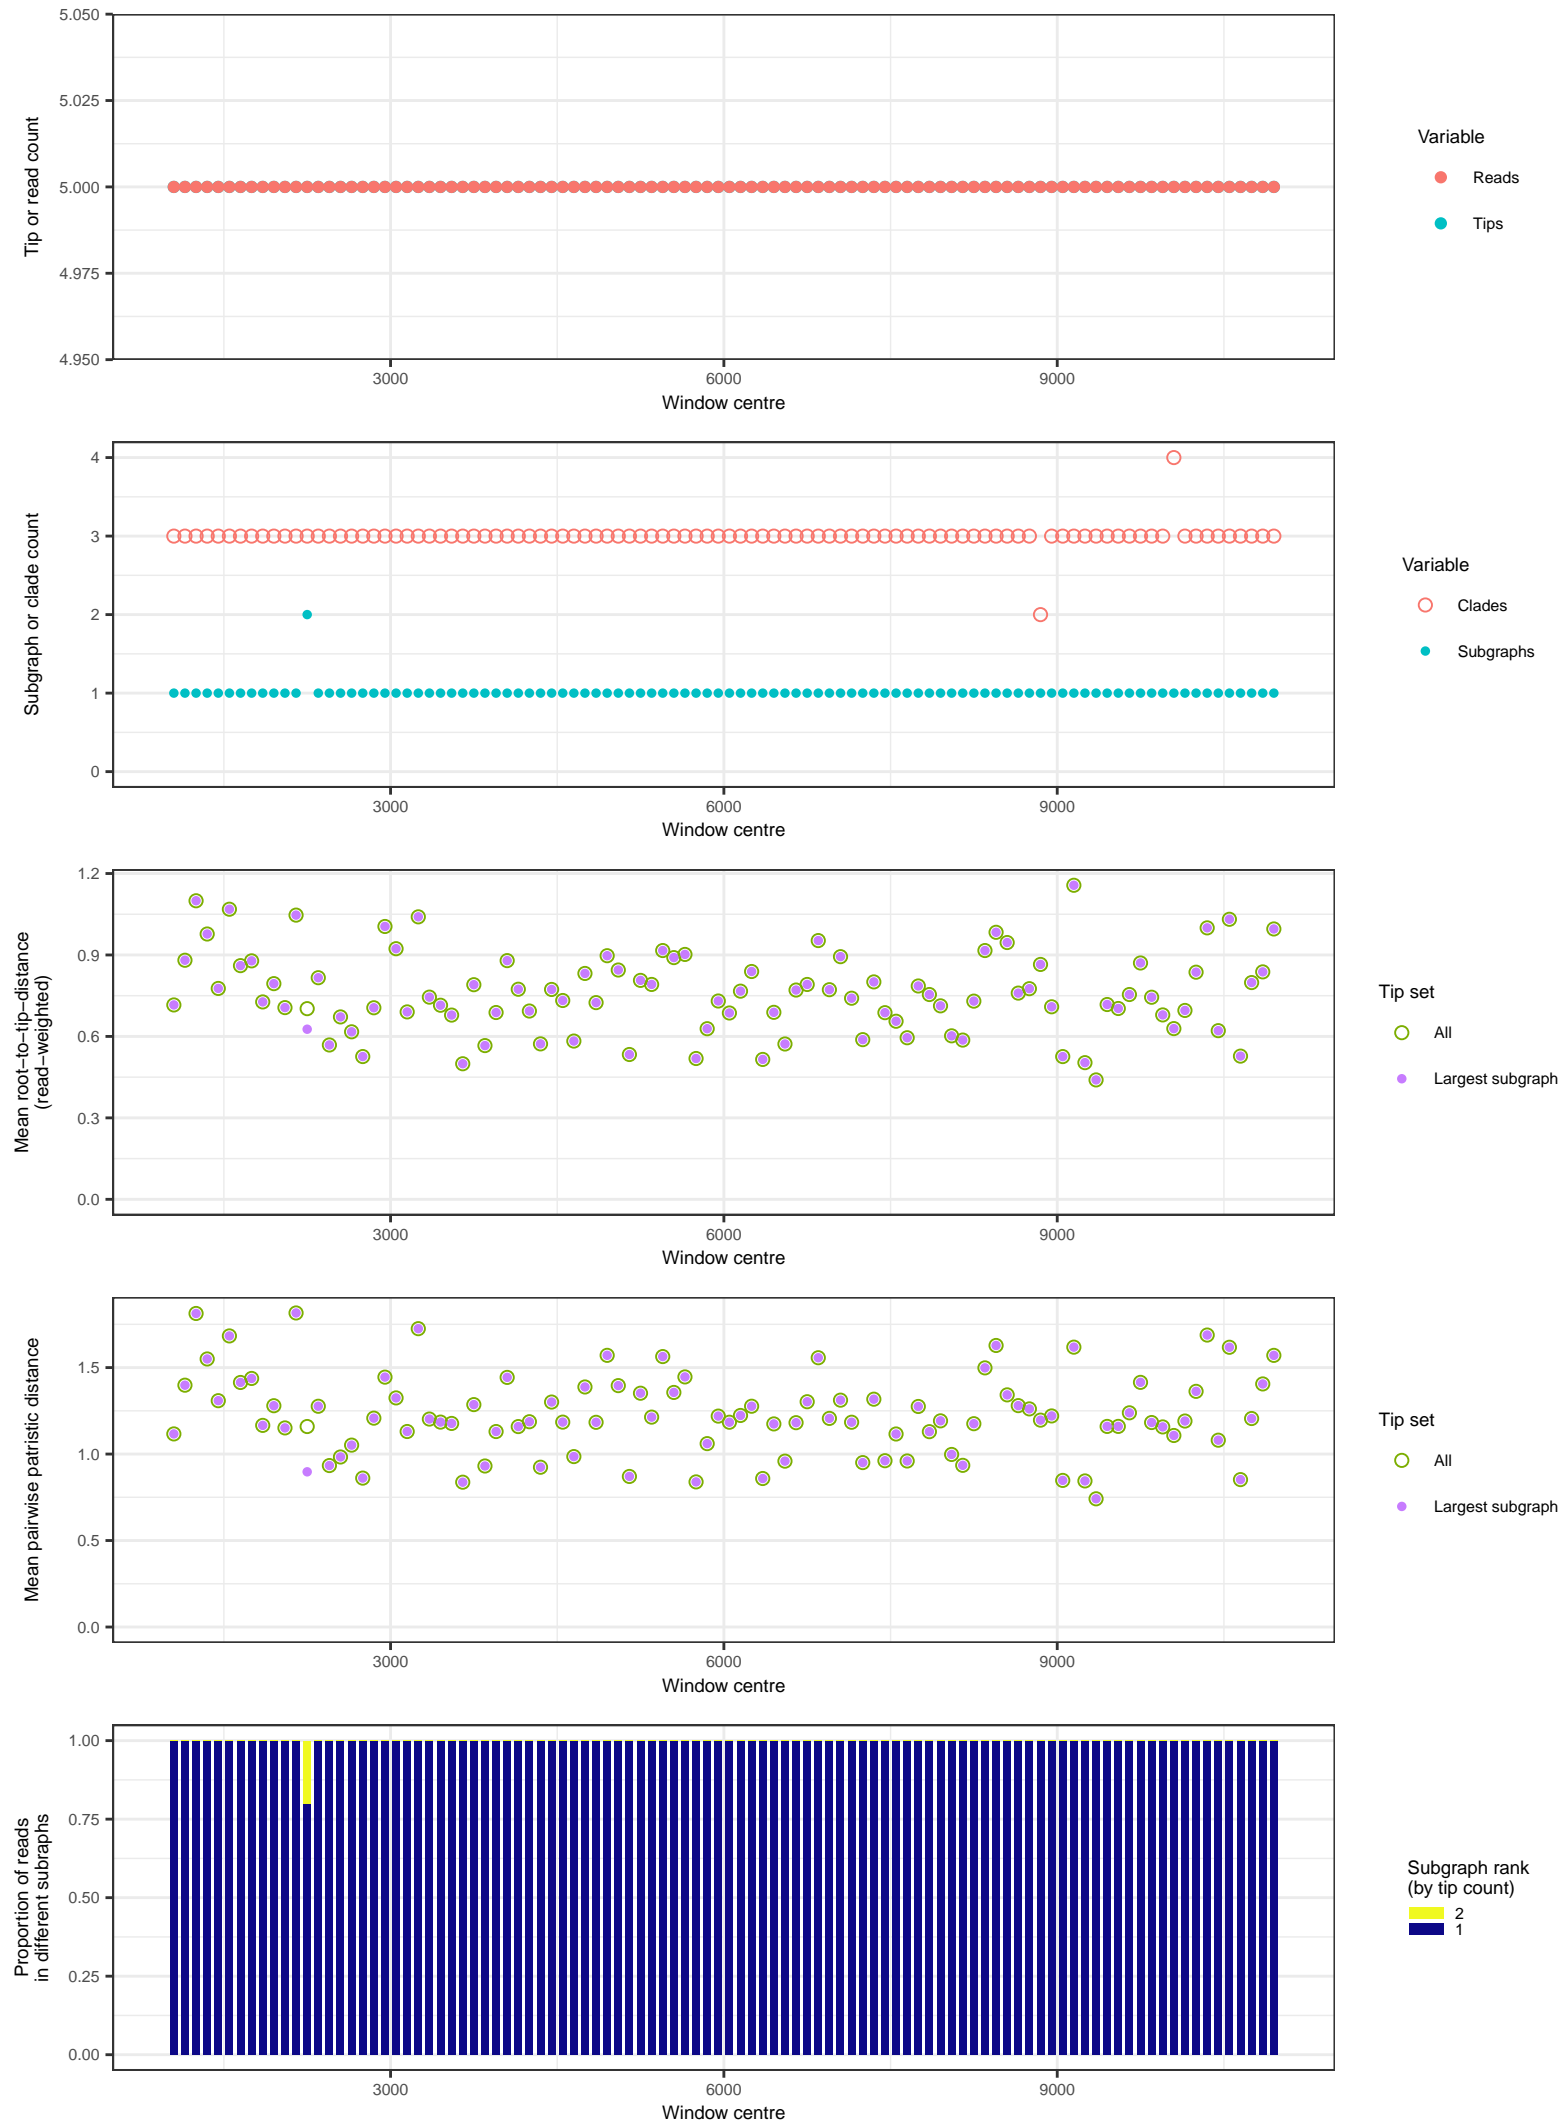 5.050
5.025
5.000
4.975
4.950
Tip or read count
3000
6000
9000
Window centre
Variable
Reads
Tips
4
3
2
1
0
Subgraph or clade count
3000
6000
9000
Window centre
Variable
Clades
Subgraphs
1.2
0.9
0.6
0.3
0.0
Mean root−to−tip−distance
(read−weighted)
3000
6000
9000
Window centre
Tip set
All
Largest subgraph
1.5
1.0
0.5
0.0
Mean pairwise patristic distance
3000
6000
9000
Window centre
Tip set
All
Largest subgraph
1.00
0.75
0.50
0.25
0.00
Proportion of reads
in different subraphs
3000
6000
9000
Window centre
Subgraph rank
(by tip count)
2
1